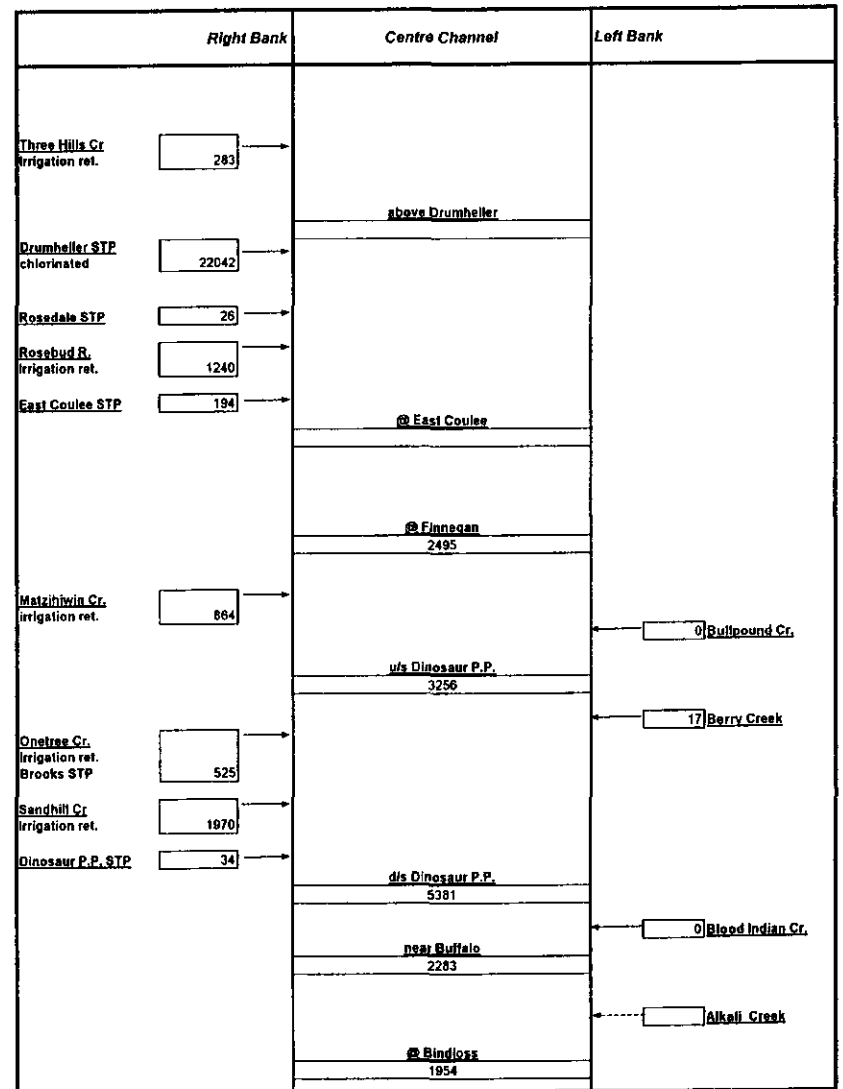 Right Bank Centre Channel Left Bank
Three Hills Cr
Irrigation ret. 283
above Drumheller
Drumheller STP
chlorinated 22042
Rosedale STP 26
Rosebud R.
Irrigation ret. 1240
East Coulee STP 194
@ East Coulee
@ Finnegan
2495
Matzihiwin Cr.
irrigation ret. 864
0 Bullpound Cr.
u/s Dinosaur P.P.
3256
17 Berry Creek
Onetree Cr.
Irrigation ret.
Brooks STP 525
Sandhill Cr
Irrigation ret. 1970
Dinosaur P.P. STP 34
d/s Dinosaur P.P.
5381
0 Blood Indian Cr.
near Buffalo
2283
Alkali Creek
@ Bindloss
1954